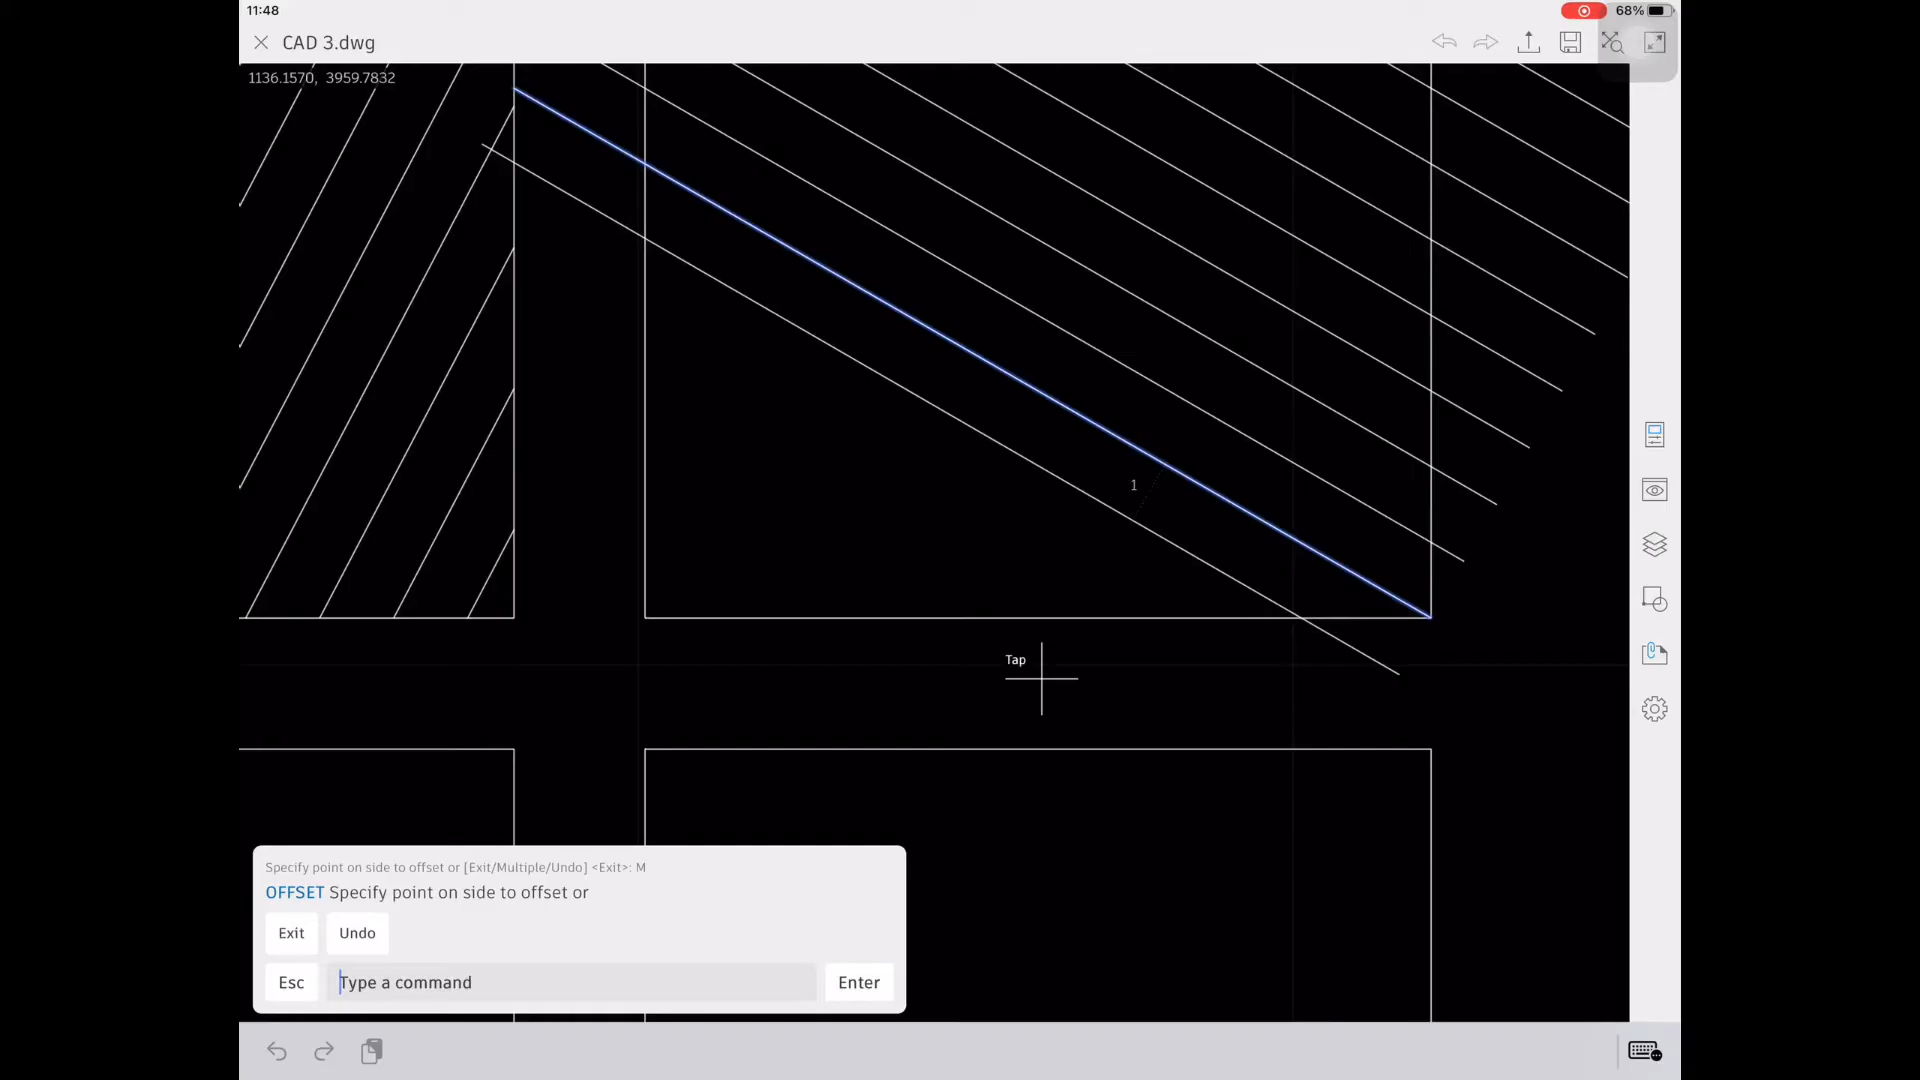 11:48
68%
CAD 3.dwg
1136.1570, 3959.7832
1
Tap
Specify point on side to offset or [Exit/Multiple/Undo] <Exit>: M
OFFSET Specify point on side to offset or
Exit Undo
Esc Type a command Enter